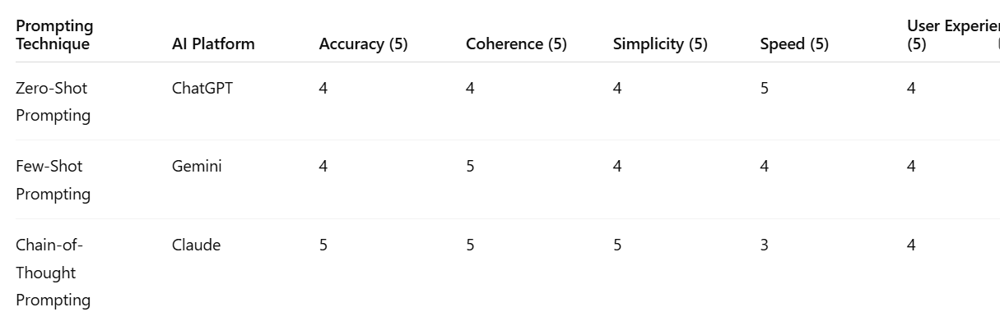 Prompting Technique AI Platform Accuracy (5) Coherence (5) Simplicity (5) Speed (5) User (5)
Zero-Shot Prompting ChatGPT 4 4 4 5 4
Few-Shot Prompting Gemini 4 5 4 4 4
Chain-of-Thought Prompting Claude 5 5 5 3 4